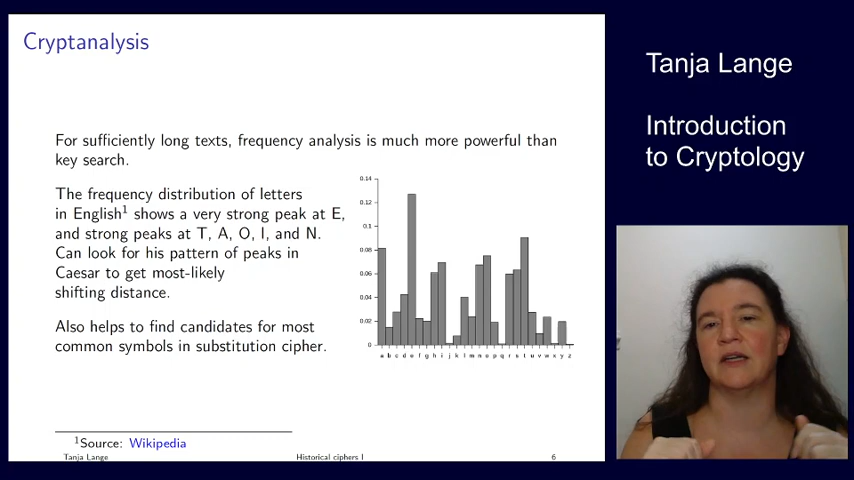 Cryptanalysis
For sufficiently long texts, frequency analysis is much more powerful than
key search.
The frequency distribution of letters
in English1 shows a very strong peak at E,
and strong peaks at T, A, O, I, and N.
Can look for his pattern of peaks in
Caesar to get most-likely
shifting distance.
Also helps to find candidates for most
common symbols in substitution cipher.
0.14
0.12
0.1
0.08
0.06
0.04
0.02
0
a b c d e f g h i j k l m n o p q r s t u v w x y z
1Source: Wikipedia
Tanja Lange Historical ciphers I 6
Tanja Lange
Introduction
to Cryptology